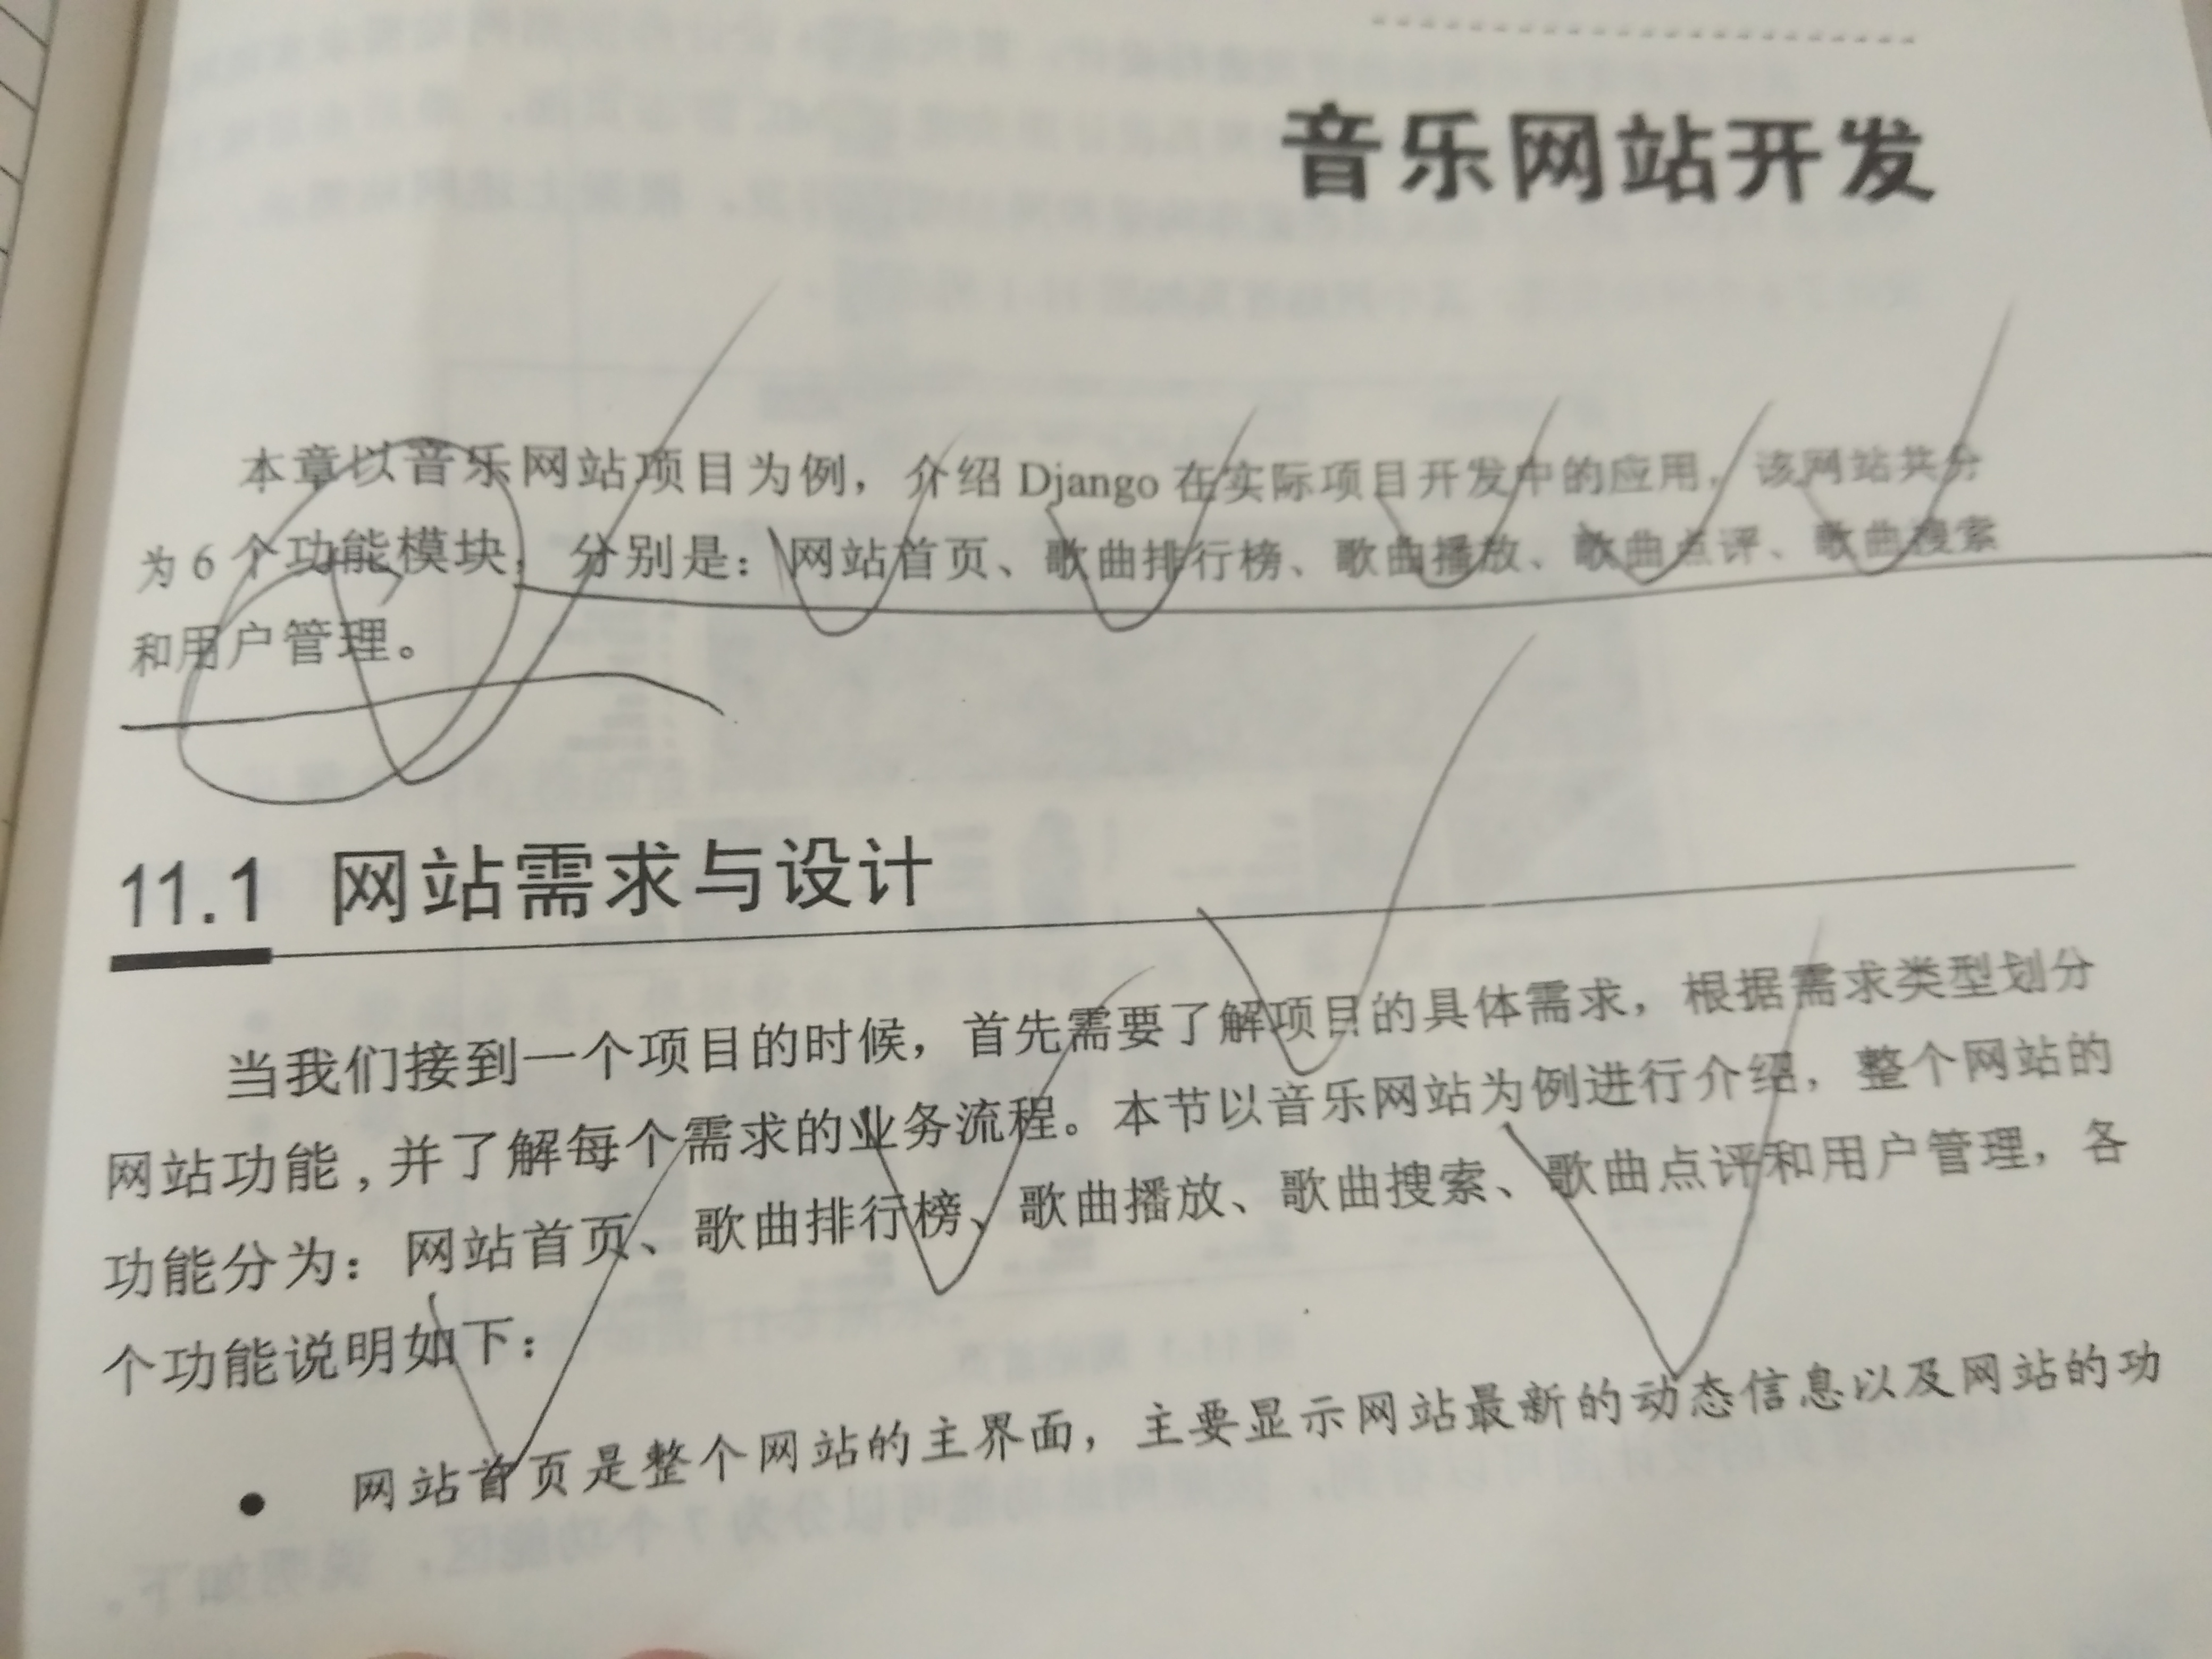 音乐网站开发
本章以音乐网站项目为例，介绍 Django 在实际项目开发中的应用，该网站共分
为 6 个功能模块，分别是：网站首页、歌曲排行榜、歌曲播放、歌曲点评、歌曲搜索
和用户管理。
11.1 网站需求与设计
当我们接到一个项目的时候，首先需要了解项目的具体需求，根据需求类型划分
网站功能，并了解每个需求的业务流程。本节以音乐网站为例进行介绍，整个网站的
功能分为：网站首页、歌曲排行榜、歌曲播放、歌曲搜索、歌曲点评和用户管理，各
个功能说明如下：
● 网站首页是整个网站的主界面，主要显示网站最新的动态信息以及网站的功